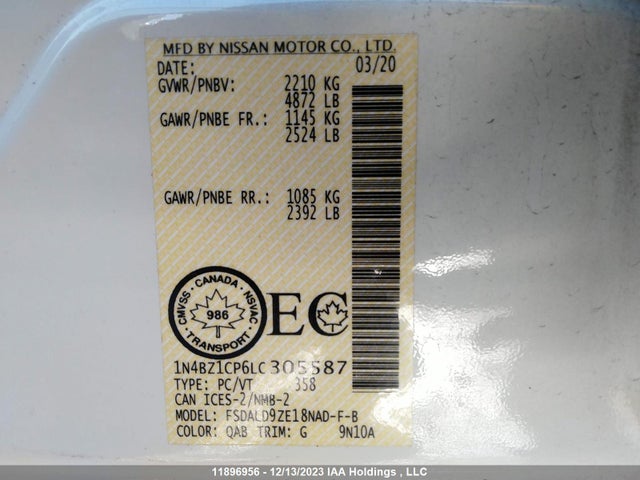 MFD BY NISSAN MOTOR CO., LTD.
DATE: 03/20
GVWR/PNBV: 2210 KG
4872 LB
GAWR/PNBE FR.: 1145 KG
2524 LB
GAWR/PNBE RR.: 1085 KG
2392 LB
CMVSS · CANADA · NSVAC
986
TRANSPORT
EC
1N4BZ1CP6LC305587
TYPE: PC/VT 358
CAN ICES-2/NMB-2
MODEL: FSDALD9ZE18NAD-F-B
COLOR: QAB TRIM: G 9N10A
11896956 - 12/13/2023 IAA Holdings , LLC